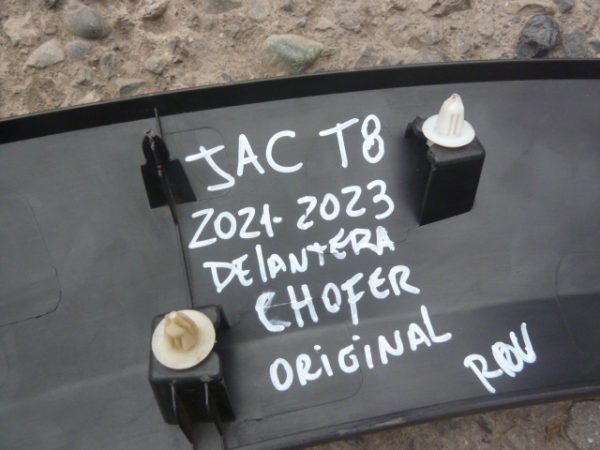 JAC T8
2021-2023
DElANTERA
CHOFER
ORIGINAL
RDV